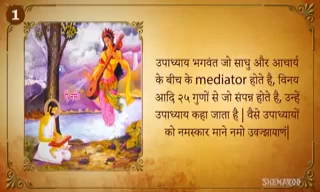 1
उपाध्याय भगवंत जो साधु और आचार्य
के बीच के mediator होते है, विनय
आदि २५ गुणों से जो संपन्न होते है, उन्हें
उपाध्याय कहा जाता है | वैसे उपाध्यायों
को नमस्कार माने नमो उवज्झायाणं|
SHEMAROO